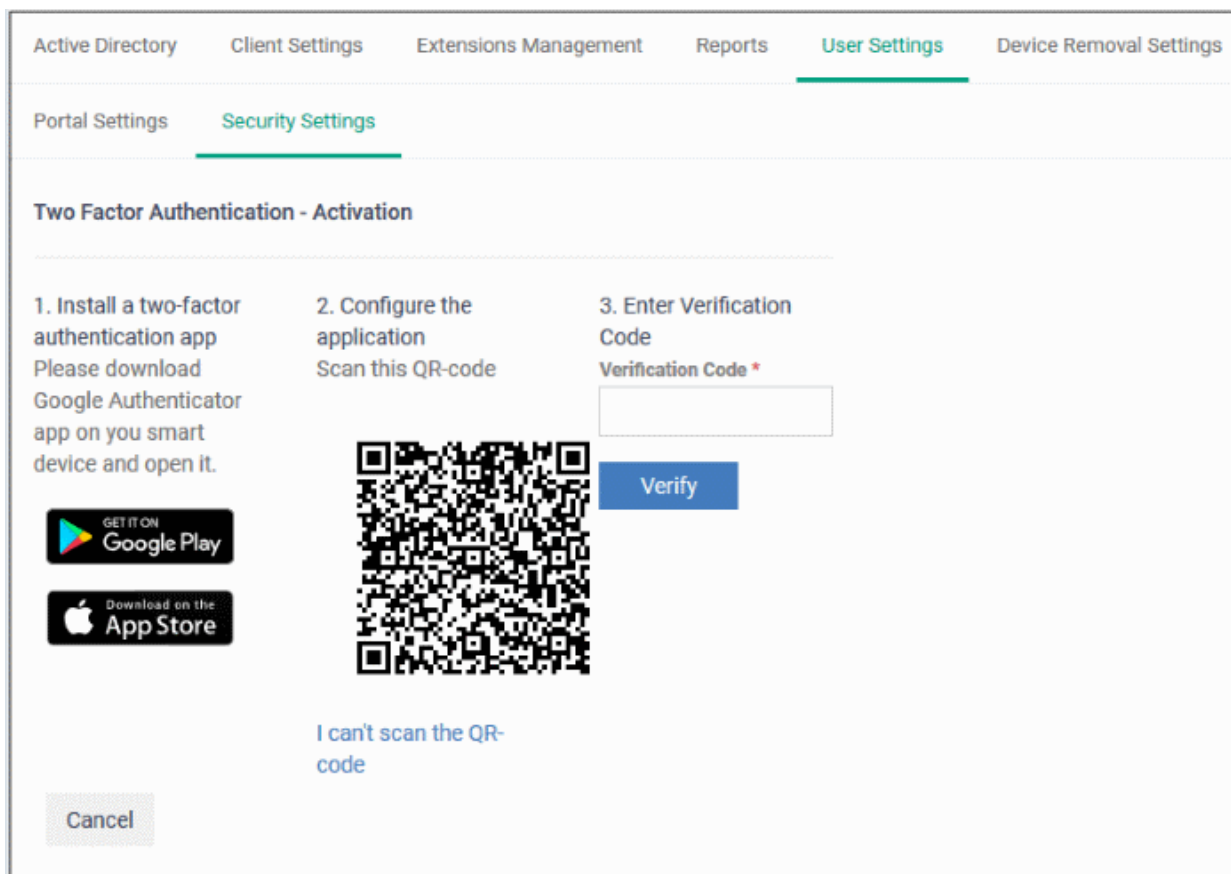 Active Directory Client Settings Extensions Management Reports User Settings Device Removal Settings
Portal Settings Security Settings
Two Factor Authentication - Activation
1. Install a two-factor
authentication app
Please download
Google Authenticator
app on you smart
device and open it.
GET IT ON
Google Play
Download on the
App Store
2. Configure the
application
Scan this QR-code
I can't scan the QR-
code
3. Enter Verification
Code
Verification Code *
Verify
Cancel